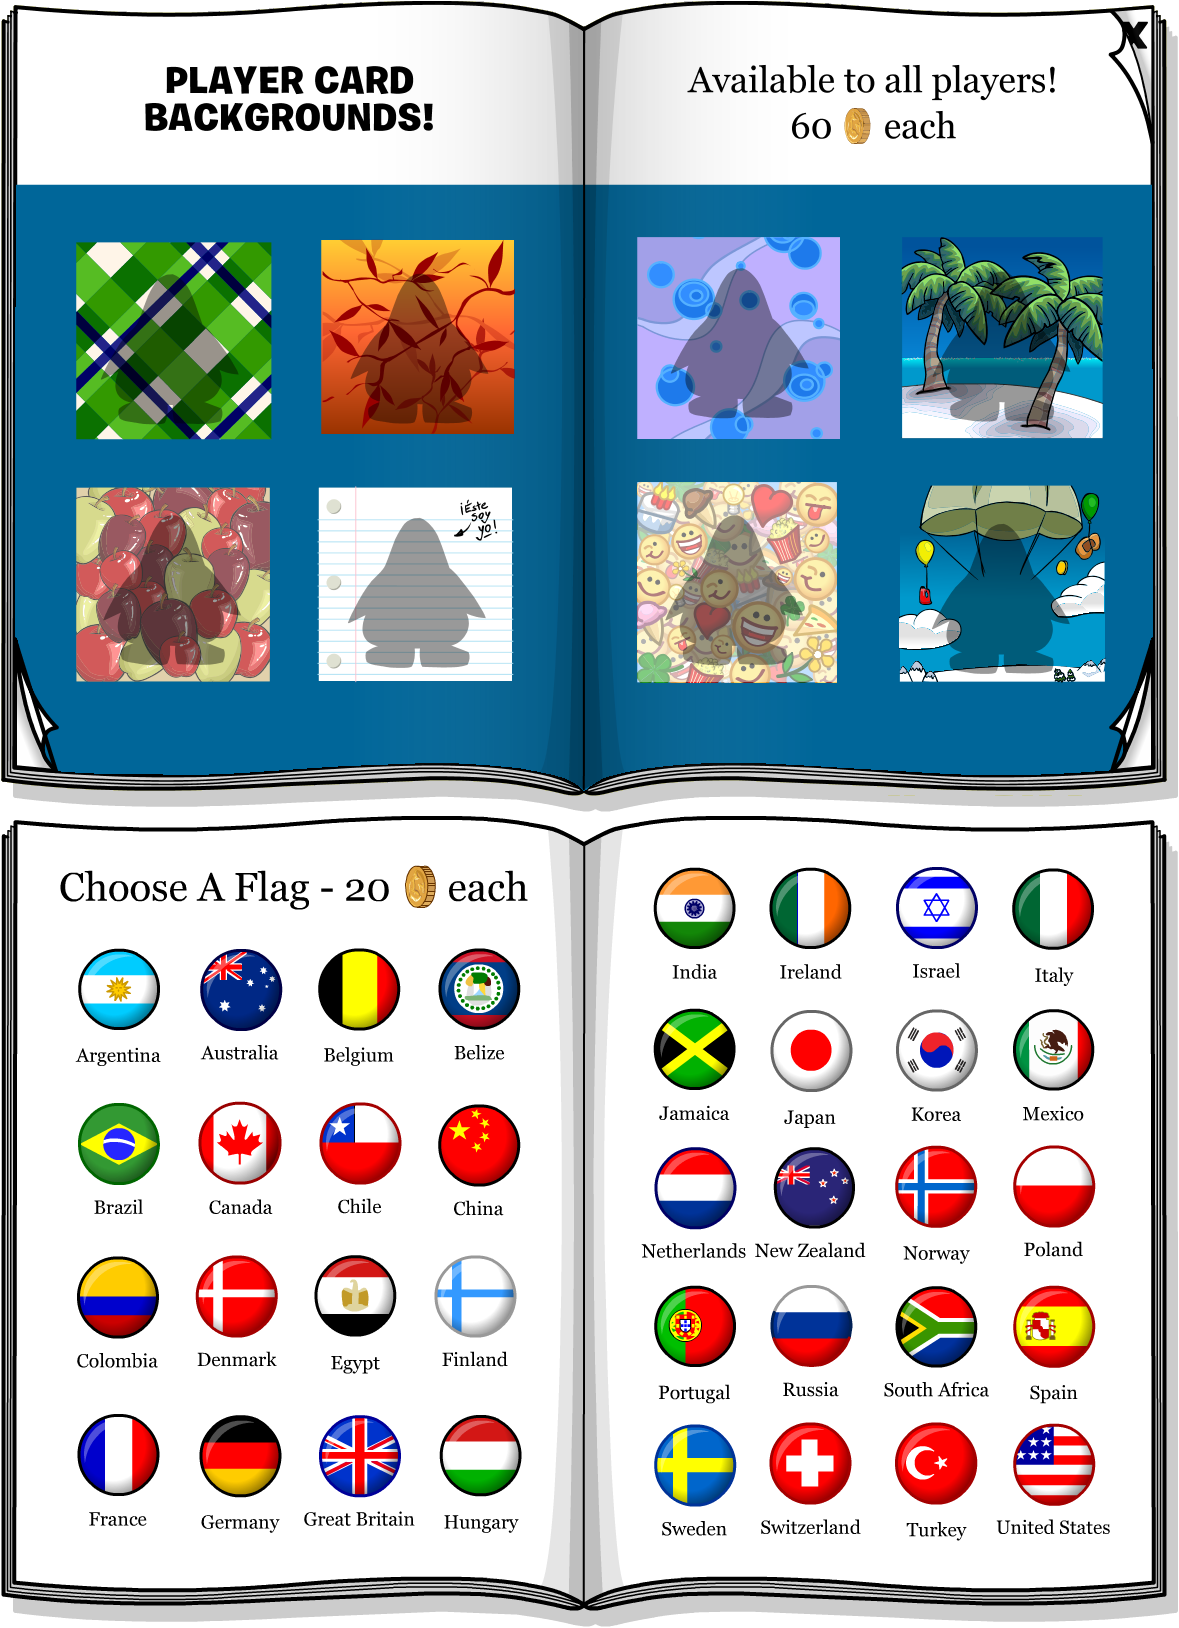 PLAYER CARD
BACKGROUNDS!
Available to all players!
60 each
X
¡Éste
soy
yo!
Choose A Flag - 20 each
Argentina
Australia
Belgium
Belize
Brazil
Canada
Chile
China
Colombia
Denmark
Egypt
Finland
France
Germany
Great Britain
Hungary
India
Ireland
Israel
Italy
Jamaica
Japan
Korea
Mexico
Netherlands
New Zealand
Norway
Poland
Portugal
Russia
South Africa
Spain
Sweden
Switzerland
Turkey
United States